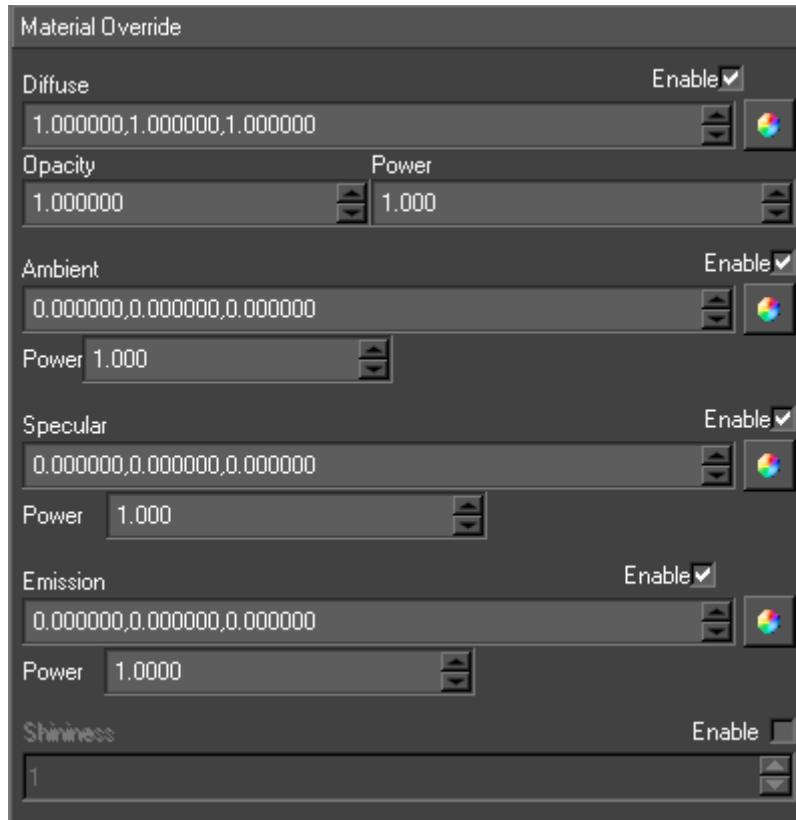 Material Override
Diffuse Enable
1.000000,1.000000,1.000000
Opacity Power
1.000000 1.000
Ambient Enable
0.000000,0.000000,0.000000
Power 1.000
Specular Enable
0.000000,0.000000,0.000000
Power 1.000
Emission Enable
0.000000,0.000000,0.000000
Power 1.0000
Shininess Enable
1